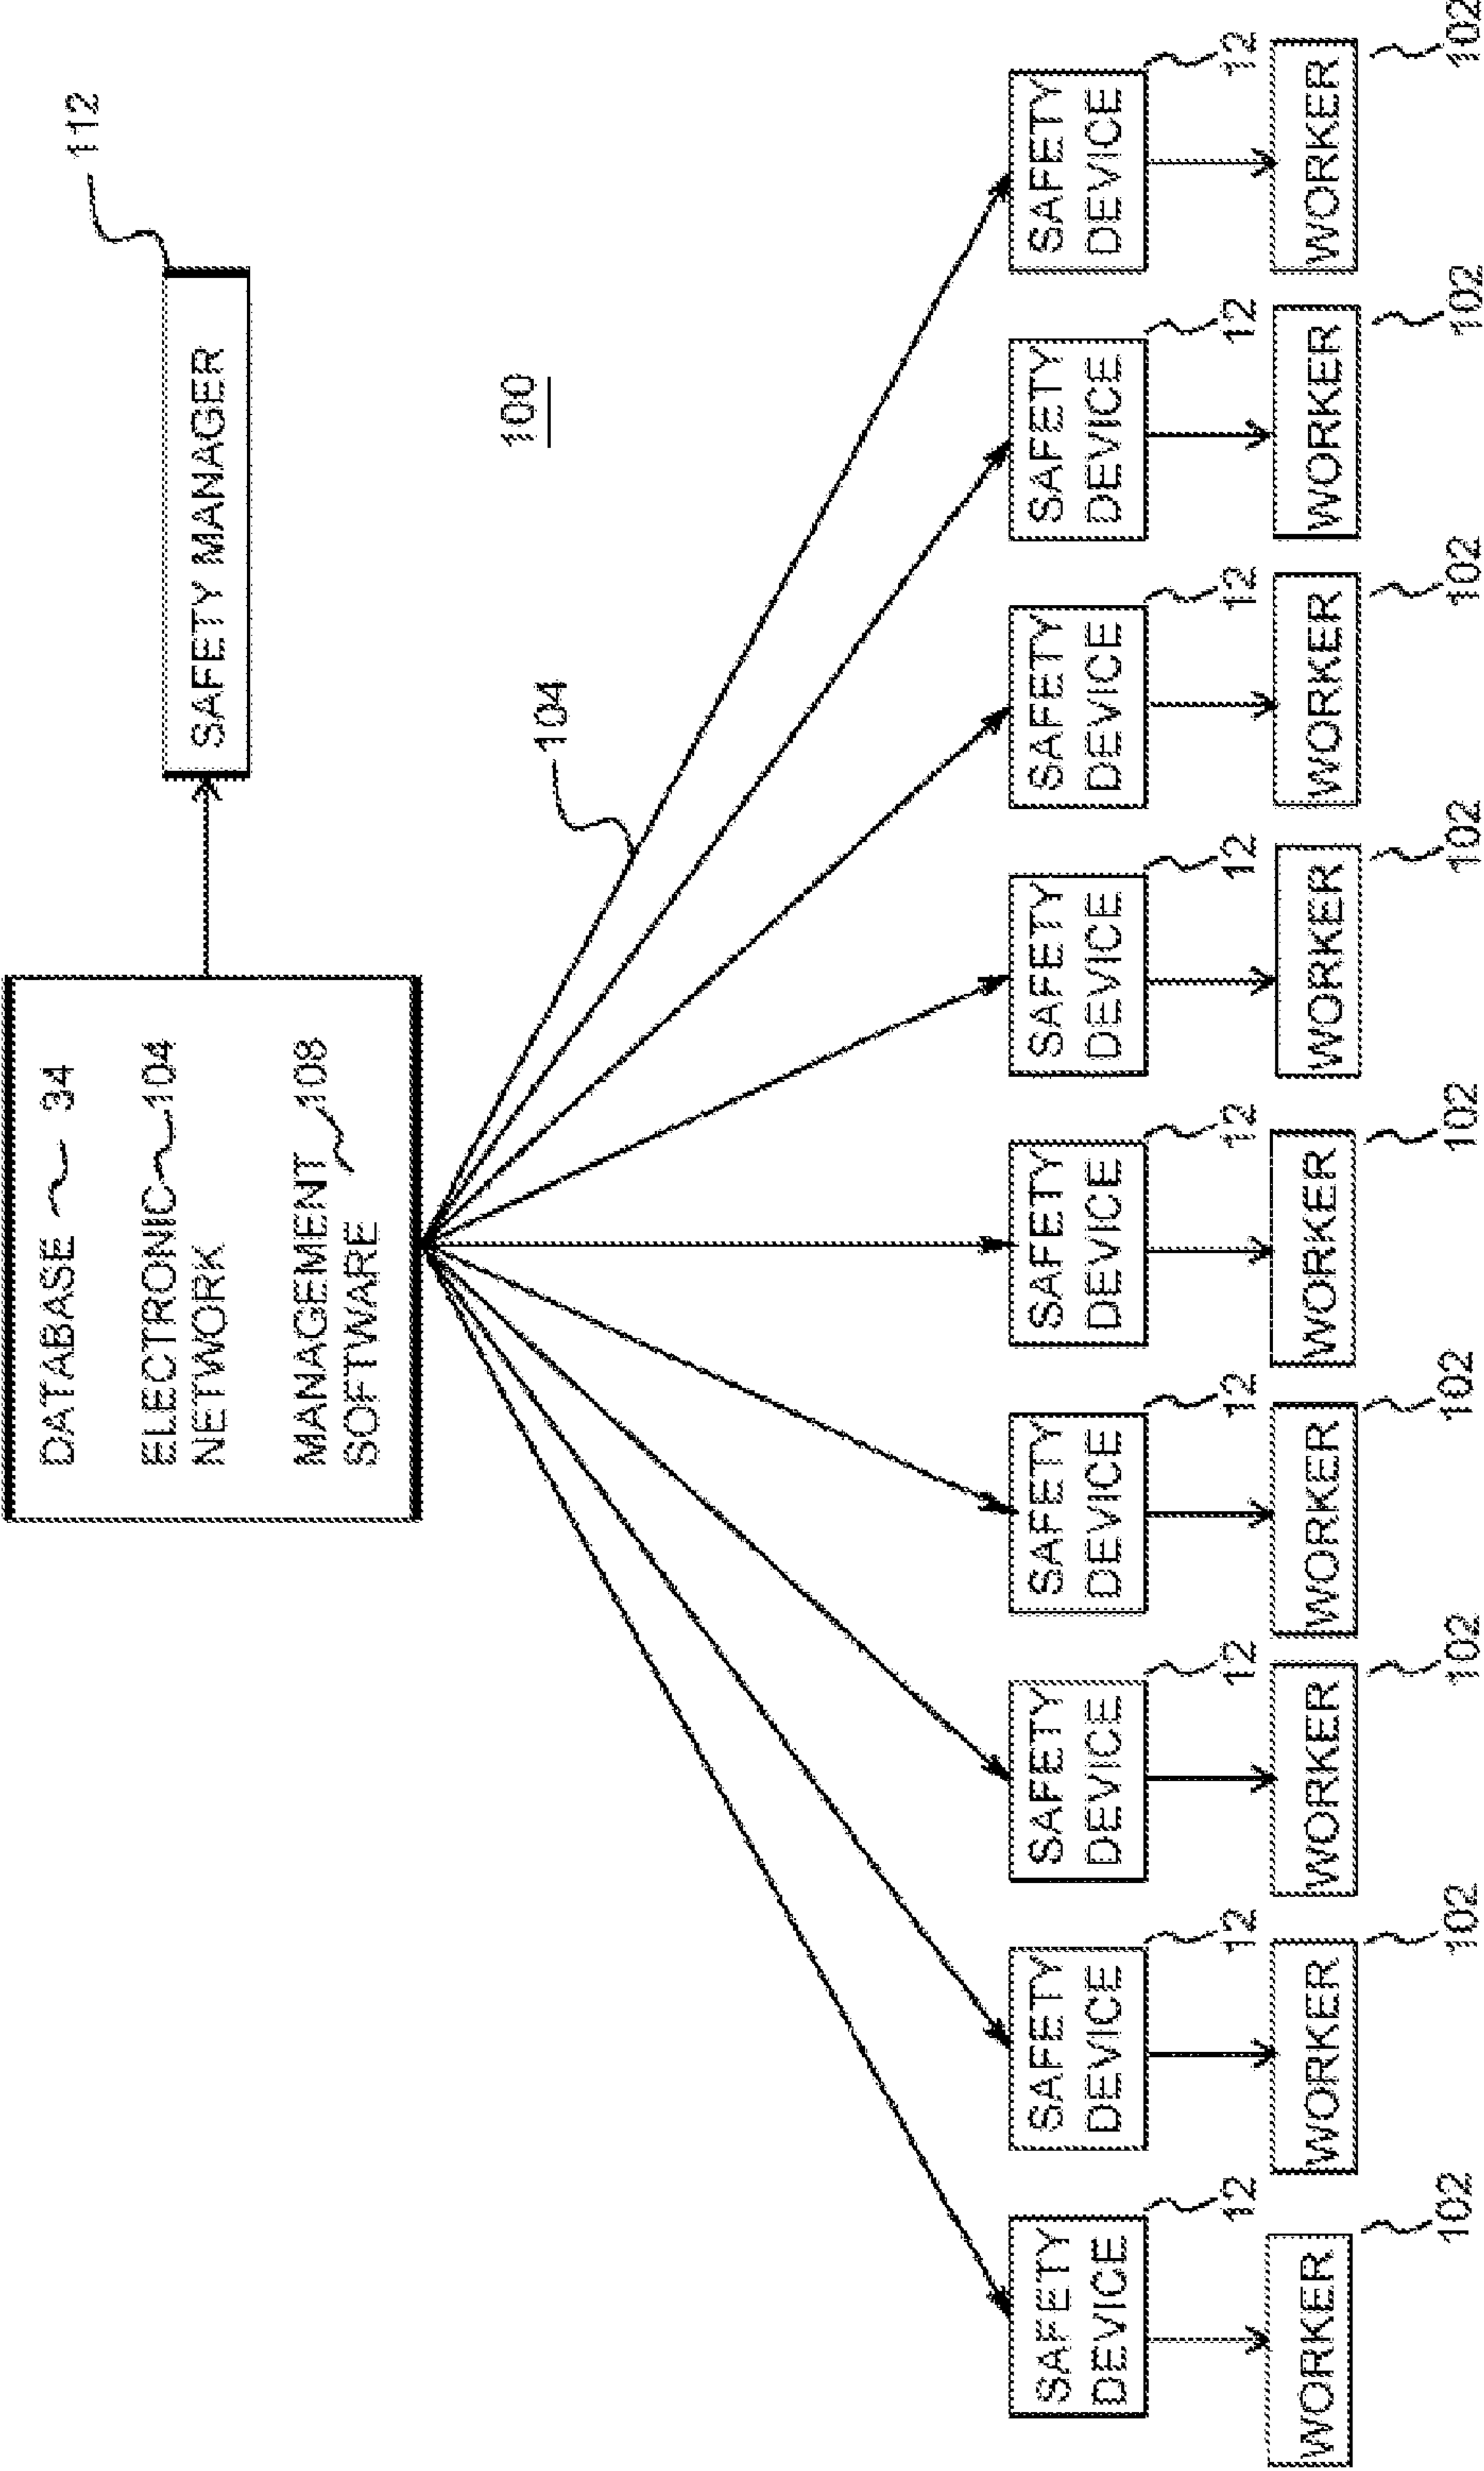 DATABASE 34
ELECTRONIC 104
NETWORK
MANAGEMENT 108
SOFTWARE
112
SAFETY MANAGER
100
104
SAFETY
DEVICE
12
WORKER
102
SAFETY
DEVICE
12
WORKER
102
SAFETY
DEVICE
12
WORKER
102
SAFETY
DEVICE
12
WORKER
102
SAFETY
DEVICE
12
WORKER
102
SAFETY
DEVICE
12
WORKER
102
SAFETY
DEVICE
12
WORKER
102
SAFETY
DEVICE
12
WORKER
102
SAFETY
DEVICE
12
WORKER
102